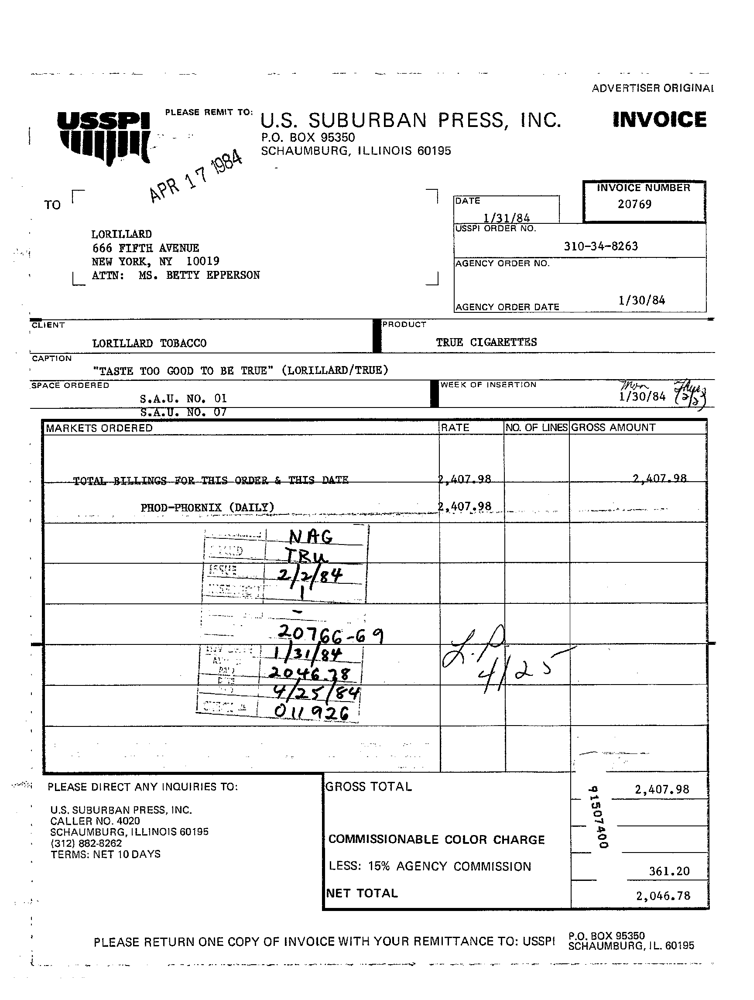 ADVERTISER ORIGINAL
USSPI
PLEASE REMIT TO:
U.S. SUBURBAN PRESS, INC.
P.O. BOX 95350
SCHAUMBURG, ILLINOIS 60195
INVOICE
APR 17 1984
TO
LORILLARD
666 FIFTH AVENUE
NEW YORK, NY 10019
ATTN: MS. BETTY EPPERSON
DATE
1/31/84
INVOICE NUMBER
20769
USSPI ORDER NO.
310-34-8263
AGENCY ORDER NO.
AGENCY ORDER DATE
1/30/84
CLIENT
LORILLARD TOBACCO
PRODUCT
TRUE CIGARETTES
CAPTION
"TASTE TOO GOOD TO BE TRUE" (LORILLARD/TRUE)
SPACE ORDERED
S.A.U. NO. 01
S.A.U. NO. 07
WEEK OF INSERTION
Mon
1/30/84
Thurs
2/2
MARKETS ORDERED RATE NO. OF LINES GROSS AMOUNT
TOTAL BILLINGS FOR THIS ORDER & THIS DATE 2,407.98 2,407.98
PHOD-PHOENIX (DAILY) 2,407.98
NAG
TRU
ISSUE 2/2/84
1
-
20766-69
1/31/84
2046.78
4/25/84
011926
L.P.
4/25
PLEASE DIRECT ANY INQUIRIES TO:
U.S. SUBURBAN PRESS, INC.
CALLER NO. 4020
SCHAUMBURG, ILLINOIS 60195
(312) 882-8262
TERMS: NET 10 DAYS
GROSS TOTAL 2,407.98
COMMISSIONABLE COLOR CHARGE
LESS: 15% AGENCY COMMISSION 361.20
NET TOTAL 2,046.78
91507400
PLEASE RETURN ONE COPY OF INVOICE WITH YOUR REMITTANCE TO: USSPI
P.O. BOX 95350
SCHAUMBURG, IL. 60195